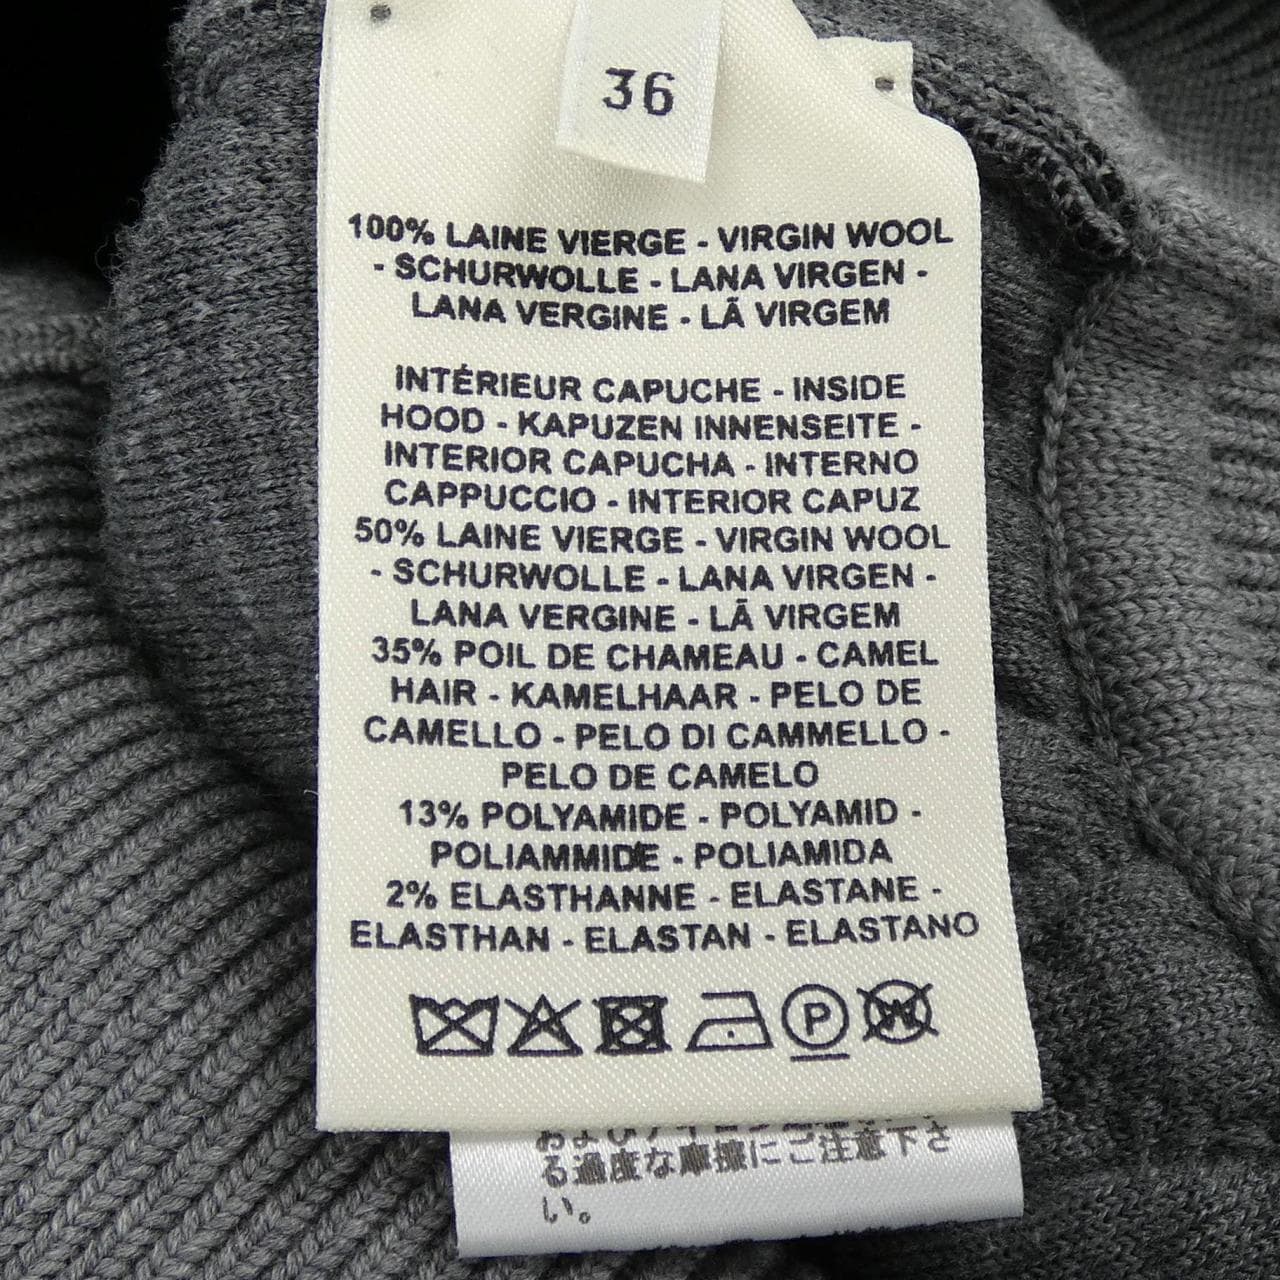 36
100% LAINE VIERGE - VIRGIN WOOL
- SCHURWOLLE - LANA VIRGEN -
LANA VERGINE - LÃ VIRGEM
INTÉRIEUR CAPUCHE - INSIDE
HOOD - KAPUZEN INNENSEITE -
INTERIOR CAPUCHA - INTERNO
CAPPUCCIO - INTERIOR CAPUZ
50% LAINE VIERGE - VIRGIN WOOL
- SCHURWOLLE - LANA VIRGEN -
LANA VERGINE - LÃ VIRGEM
35% POIL DE CHAMEAU - CAMEL
HAIR - KAMELHAAR - PELO DE
CAMELLO - PELO DI CAMMELLO -
PELO DE CAMELO
13% POLYAMIDE - POLYAMID -
POLIAMMIDE - POLIAMIDA
2% ELASTHANNE - ELASTANE -
ELASTHAN - ELASTAN - ELASTANO
P W
および
る過度な摩擦にご注意下さ
い。